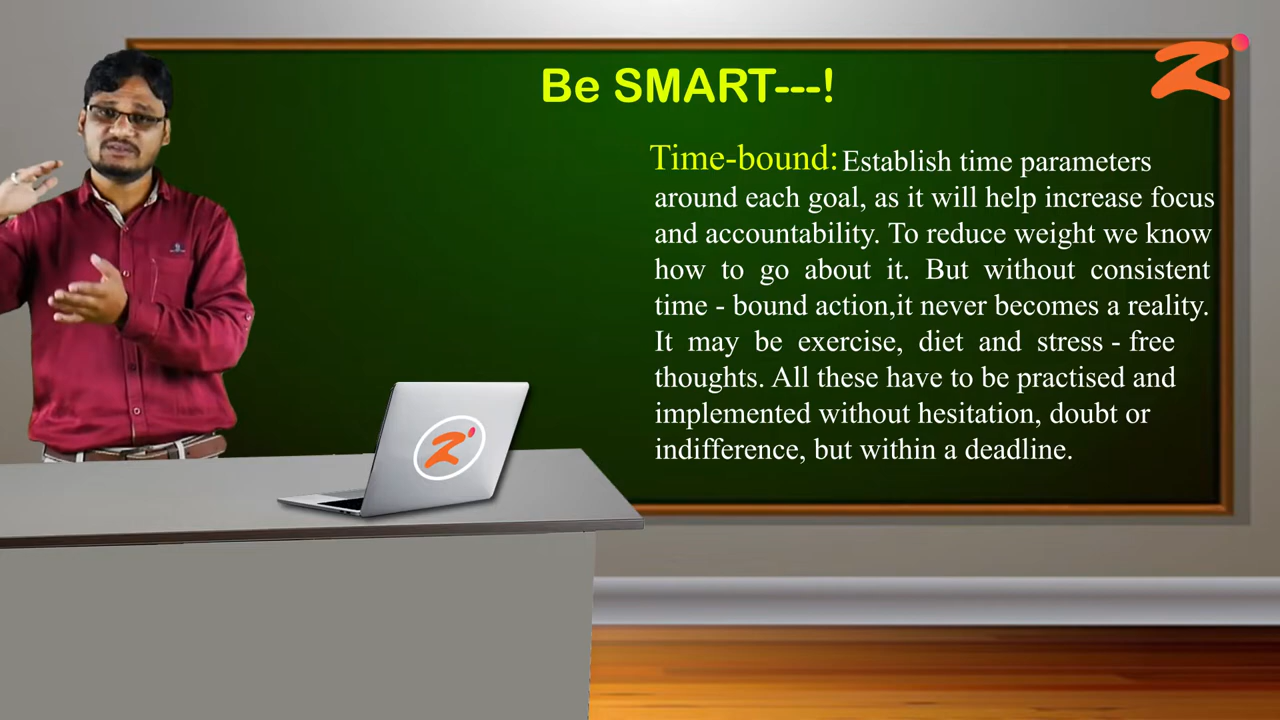 Be SMART---!
Time-bound: Establish time parameters
around each goal, as it will help increase focus
and accountability. To reduce weight we know
how to go about it. But without consistent
time - bound action,it never becomes a reality.
It may be exercise, diet and stress - free
thoughts. All these have to be practised and
implemented without hesitation, doubt or
indifference, but within a deadline.